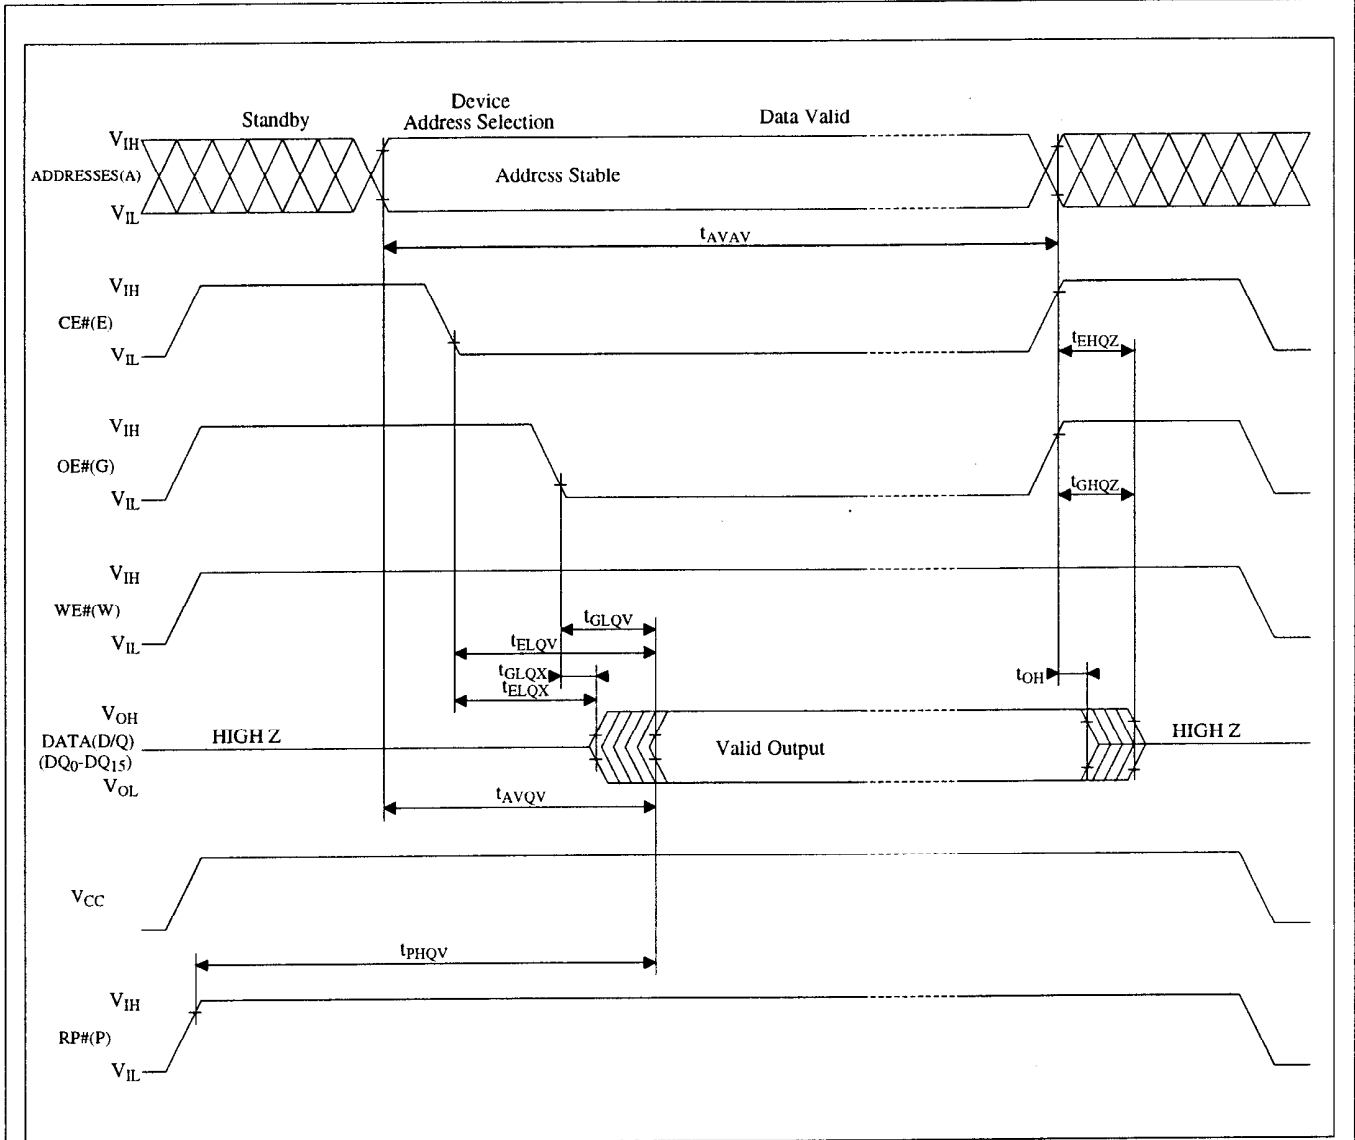 Standby
Device
Address Selection
Data Valid
VIH
ADDRESSES(A)
VIL
Address Stable
tAVAV
VIH
CE#(E)
VIL
tEHQZ
VIH
OE#(G)
VIL
tGHQZ
VIH
WE#(W)
VIL
tGLQV
tELQV
tGLQX
tELQX
tOH
VOH
DATA(D/Q)
(DQ0-DQ15)
VOL
HIGH Z
Valid Output
HIGH Z
tAVQV
VCC
tPHQV
VIH
RP#(P)
VIL